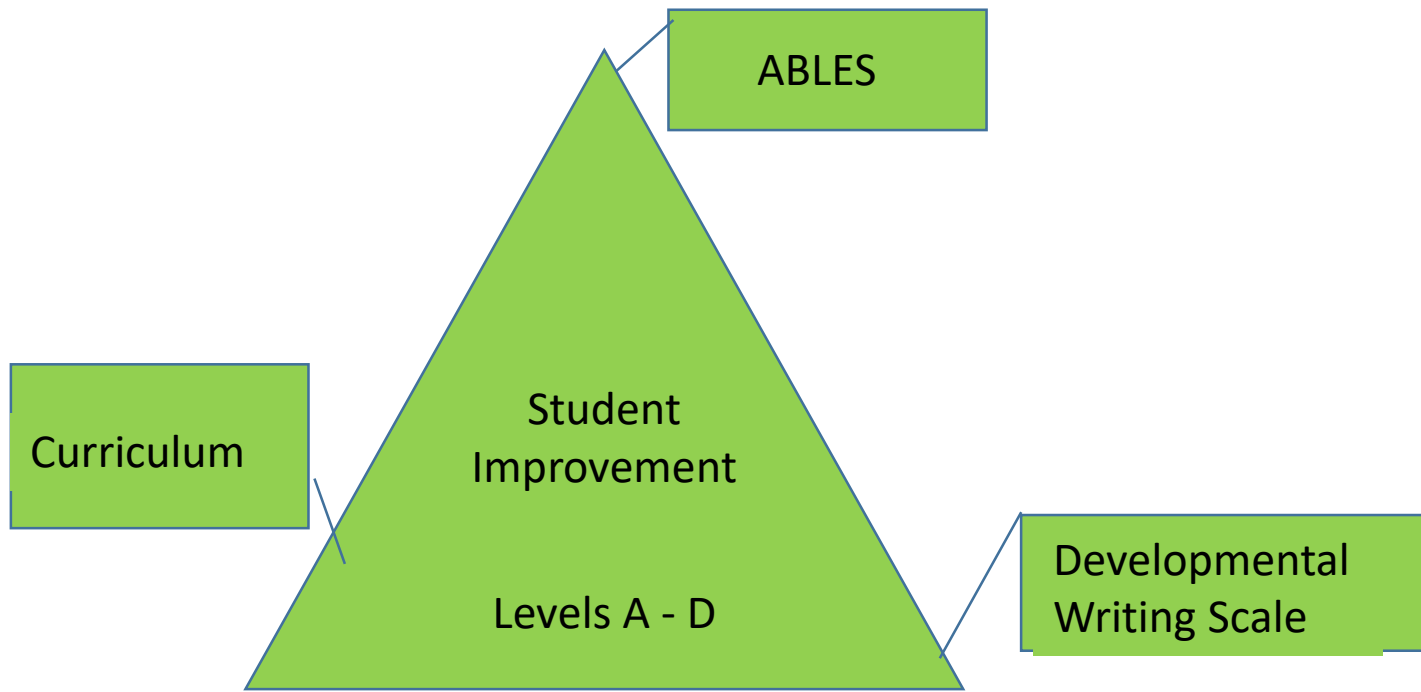 ABLES
Student
Improvement
Curriculum
Levels A - D
Developmental
Writing Scale